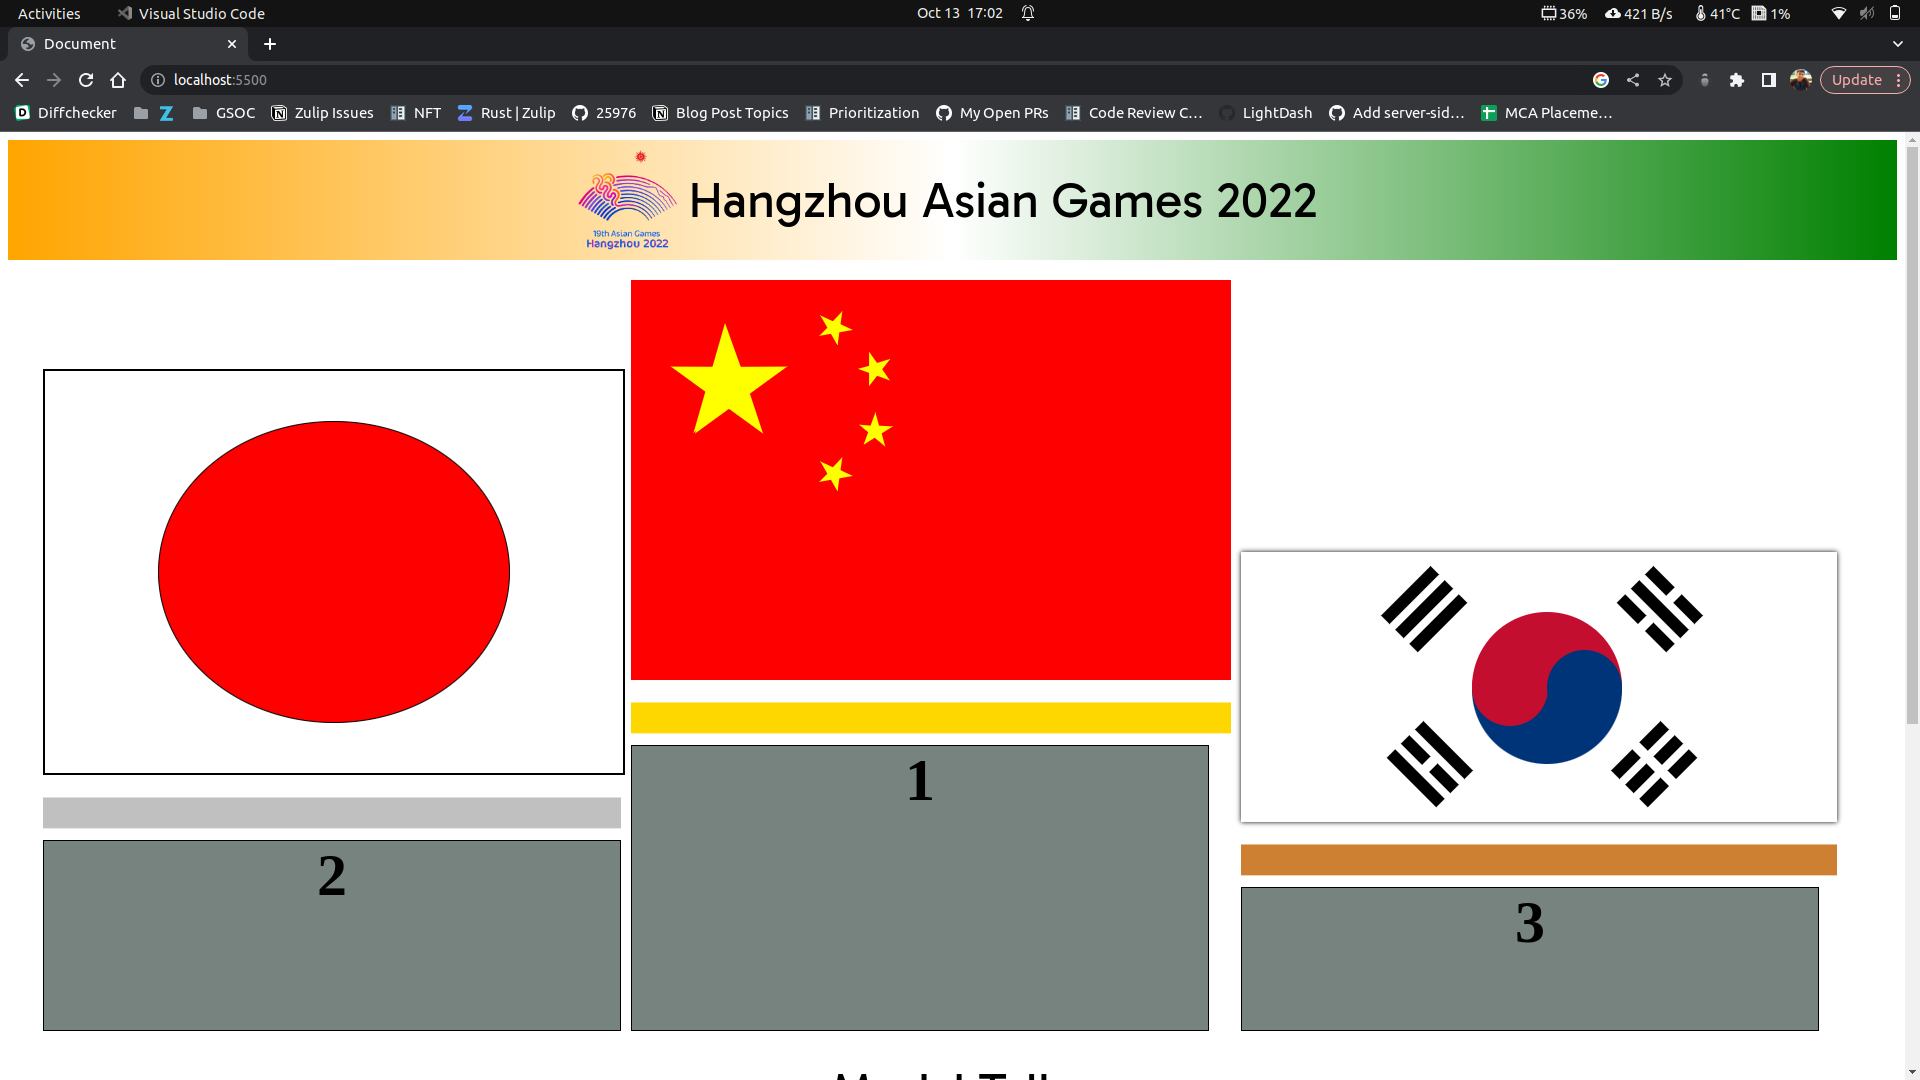 Activities Visual Studio Code Oct 13 17:02 36% 421 B/s 41°C 1%
Document
localhost:5500 Update
Diffchecker GSOC Zulip Issues NFT Rust | Zulip 25976 Blog Post Topics Prioritization My Open PRs Code Review C... LightDash Add server-sid... MCA Placeme...
19th Asian Games
Hangzhou 2022
Hangzhou Asian Games 2022
1
2
3